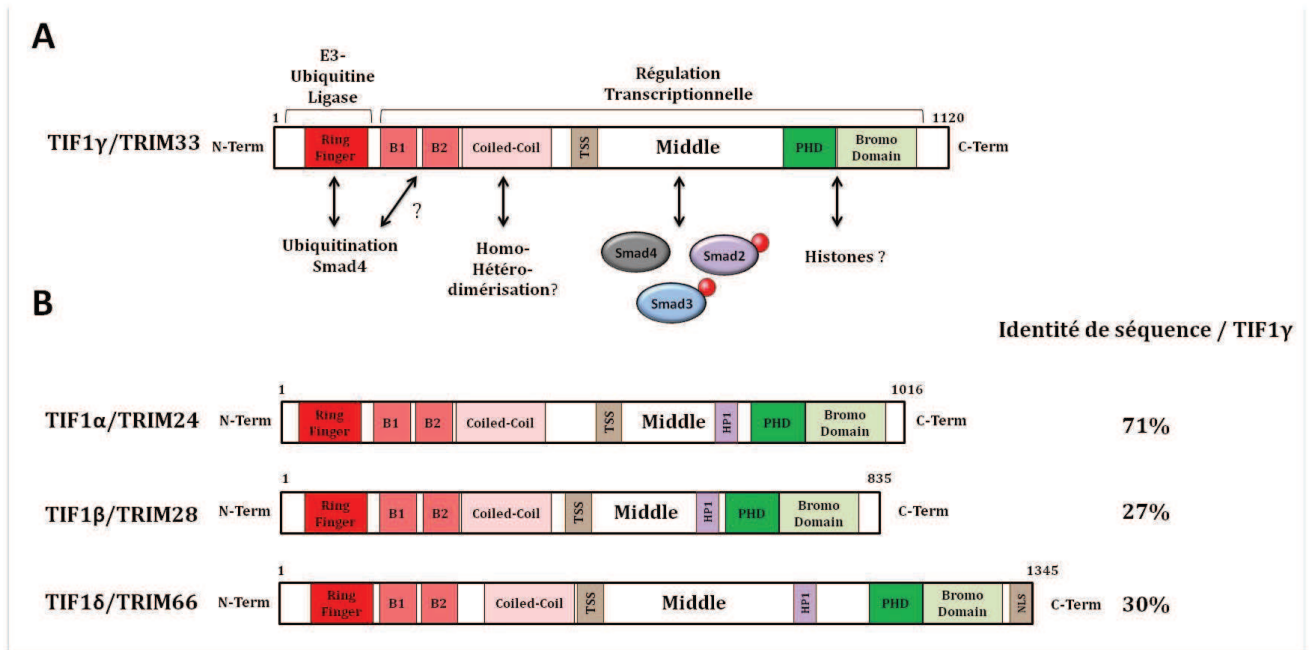 A
E3-
Ubiquitine
Ligase
Régulation
Transcriptionnelle
1
1120
TIF1γ/TRIM33
N-Term
Ring
Finger
B1
B2
Coiled-Coil
TSS
Middle
PHD
Bromo
Domain
C-Term
?
Ubiquitination
Smad4
Homo-
Hétéro-
dimérisation?
Smad4
Smad2
Smad3
Histones ?
B
Identité de séquence / TIF1γ
1
1016
TIF1α/TRIM24
N-Term
Ring
Finger
B1
B2
Coiled-Coil
TSS
Middle
HP1
PHD
Bromo
Domain
C-Term
71%
1
835
TIF1β/TRIM28
N-Term
Ring
Finger
B1
B2
Coiled-Coil
TSS
Middle
HP1
PHD
Bromo
Domain
C-Term
27%
1
1345
TIF1δ/TRIM66
N-Term
Ring
Finger
B1
B2
Coiled-Coil
TSS
Middle
HP1
PHD
Bromo
Domain
NLS
C-Term
30%